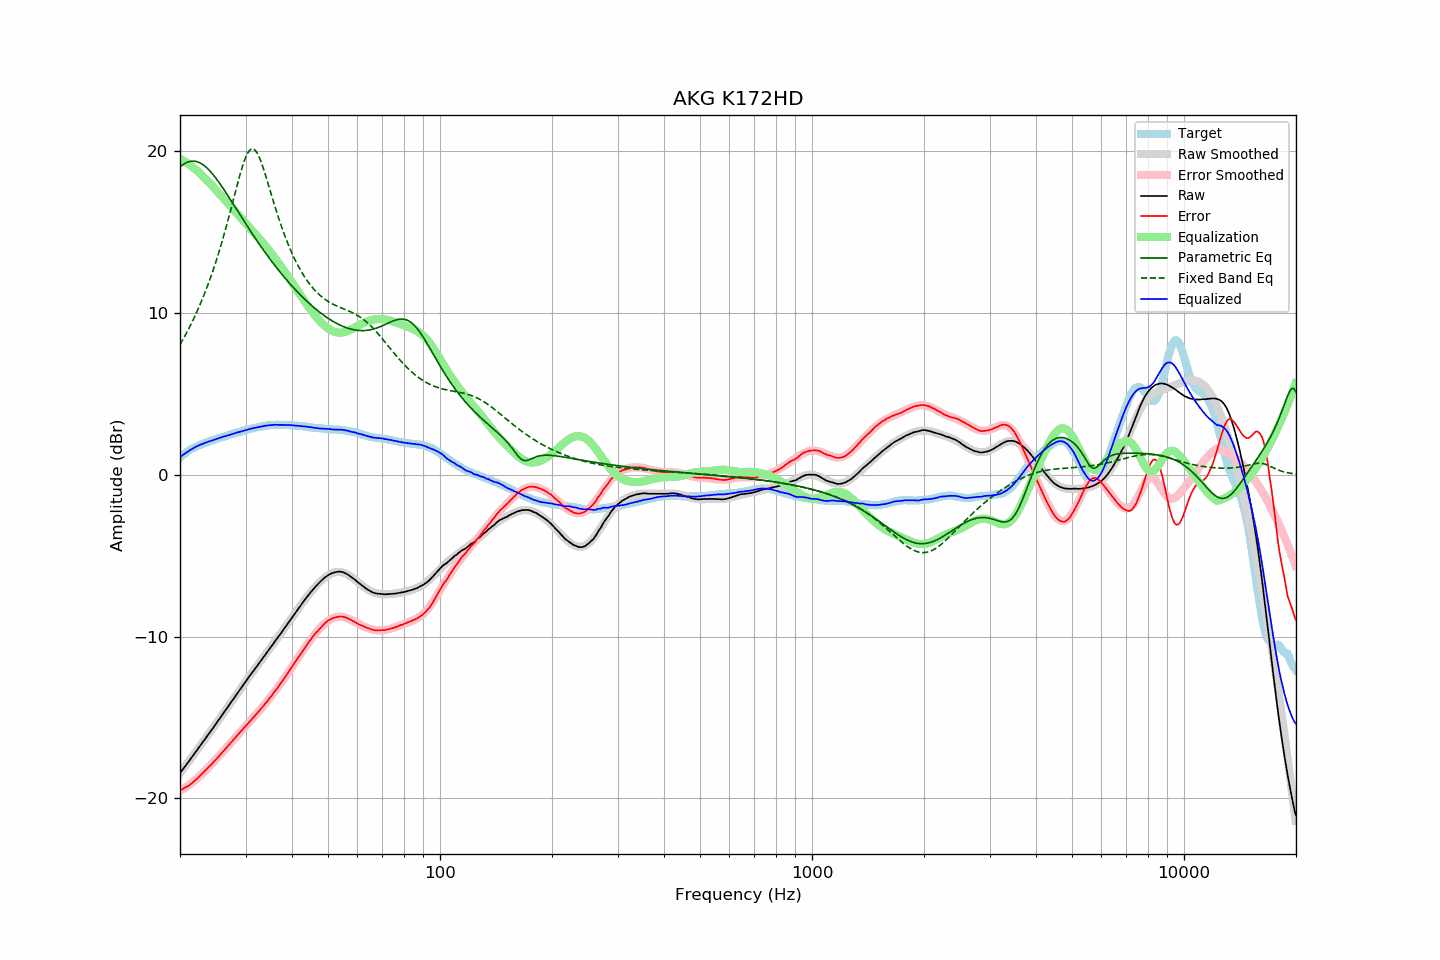 AKG K172HD
Target
Raw Smoothed
Error Smoothed
Raw
Error
Equalization
Parametric Eq
Fixed Band Eq
Equalized
20
10
0
−10
−20
Amplitude (dBr)
100 1000 10000
Frequency (Hz)